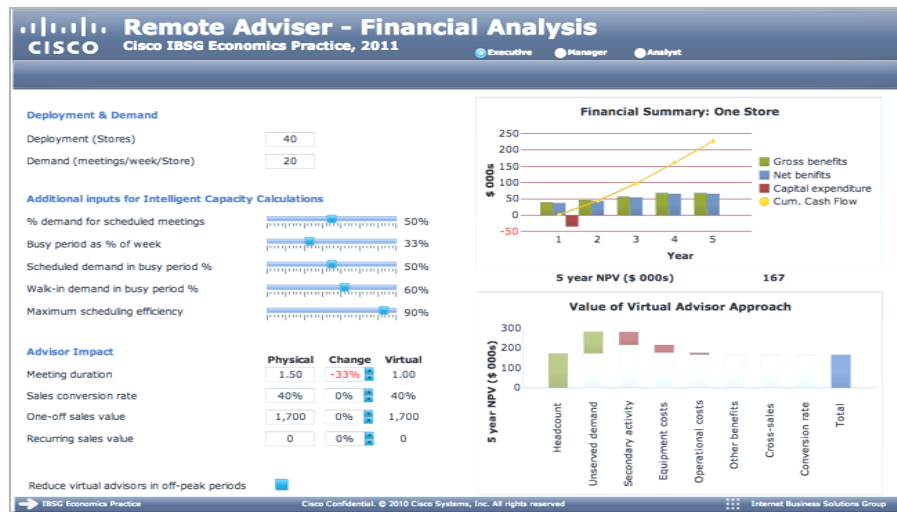 CISCO
Remote Adviser - Financial Analysis
Cisco IBSG Economics Practice, 2011
Executive Manager Analyst
Deployment & Demand
Deployment (Stores) 40
Demand (meetings/week/Store) 20
Additional inputs for Intelligent Capacity Calculations
% demand for scheduled meetings 50%
Busy period as % of week 33%
Scheduled demand in busy period % 50%
Walk-in demand in busy period % 60%
Maximum scheduling efficiency 90%
Advisor Impact
Physical Change Virtual
Meeting duration 1.50 -33% 1.00
Sales conversion rate 40% 0% 40%
One-off sales value 1,700 0% 1,700
Recurring sales value 0 0% 0
Reduce virtual advisors in off-peak periods
Financial Summary: One Store
$ 000s
250
200
150
100
50
0
-50
1 2 3 4 5
Year
Gross benefits
Net benifits
Capital expenditure
Cum. Cash Flow
5 year NPV ($ 000s) 167
Value of Virtual Advisor Approach
5 year NPV ($ 000s)
300
200
100
0
Headcount
Unserved demand
Secondary activity
Equipment costs
Operational costs
Other benefits
Cross-sales
Conversion rate
Total
IBSG Economics Practice
Cisco Confidential. © 2010 Cisco Systems, Inc. All rights reserved
Internet Business Solutions Group